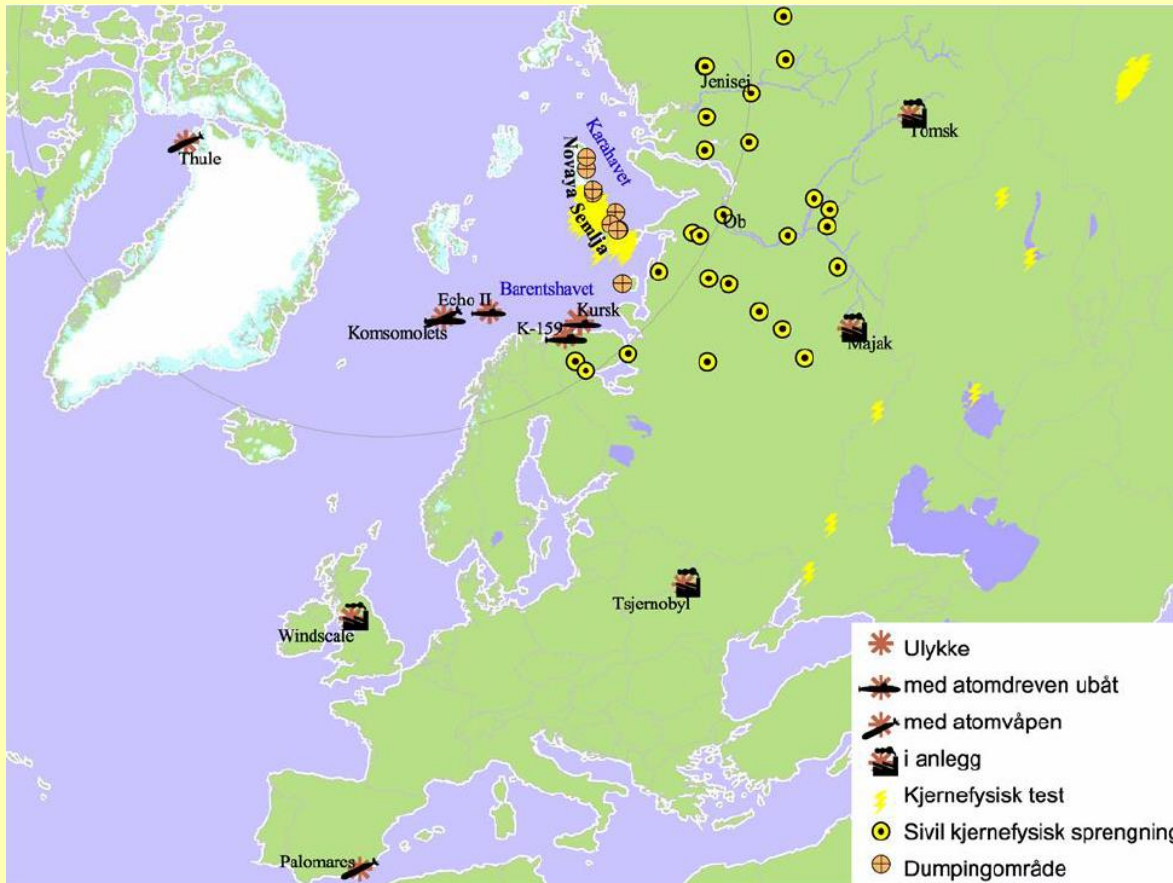 Jenisej
Tomsk
Thule
Karahavet
Novaya Semlja
Ob
Echo II
Barentshavet
Komsomolets
K-159
Kursk
Majak
Tsjernobyl
Windscale
Palomares
Ulykke
med atomdreven ubåt
med atomvåpen
i anlegg
Kjernefysisk test
Sivil kjernefysisk sprengning
Dumpingområde